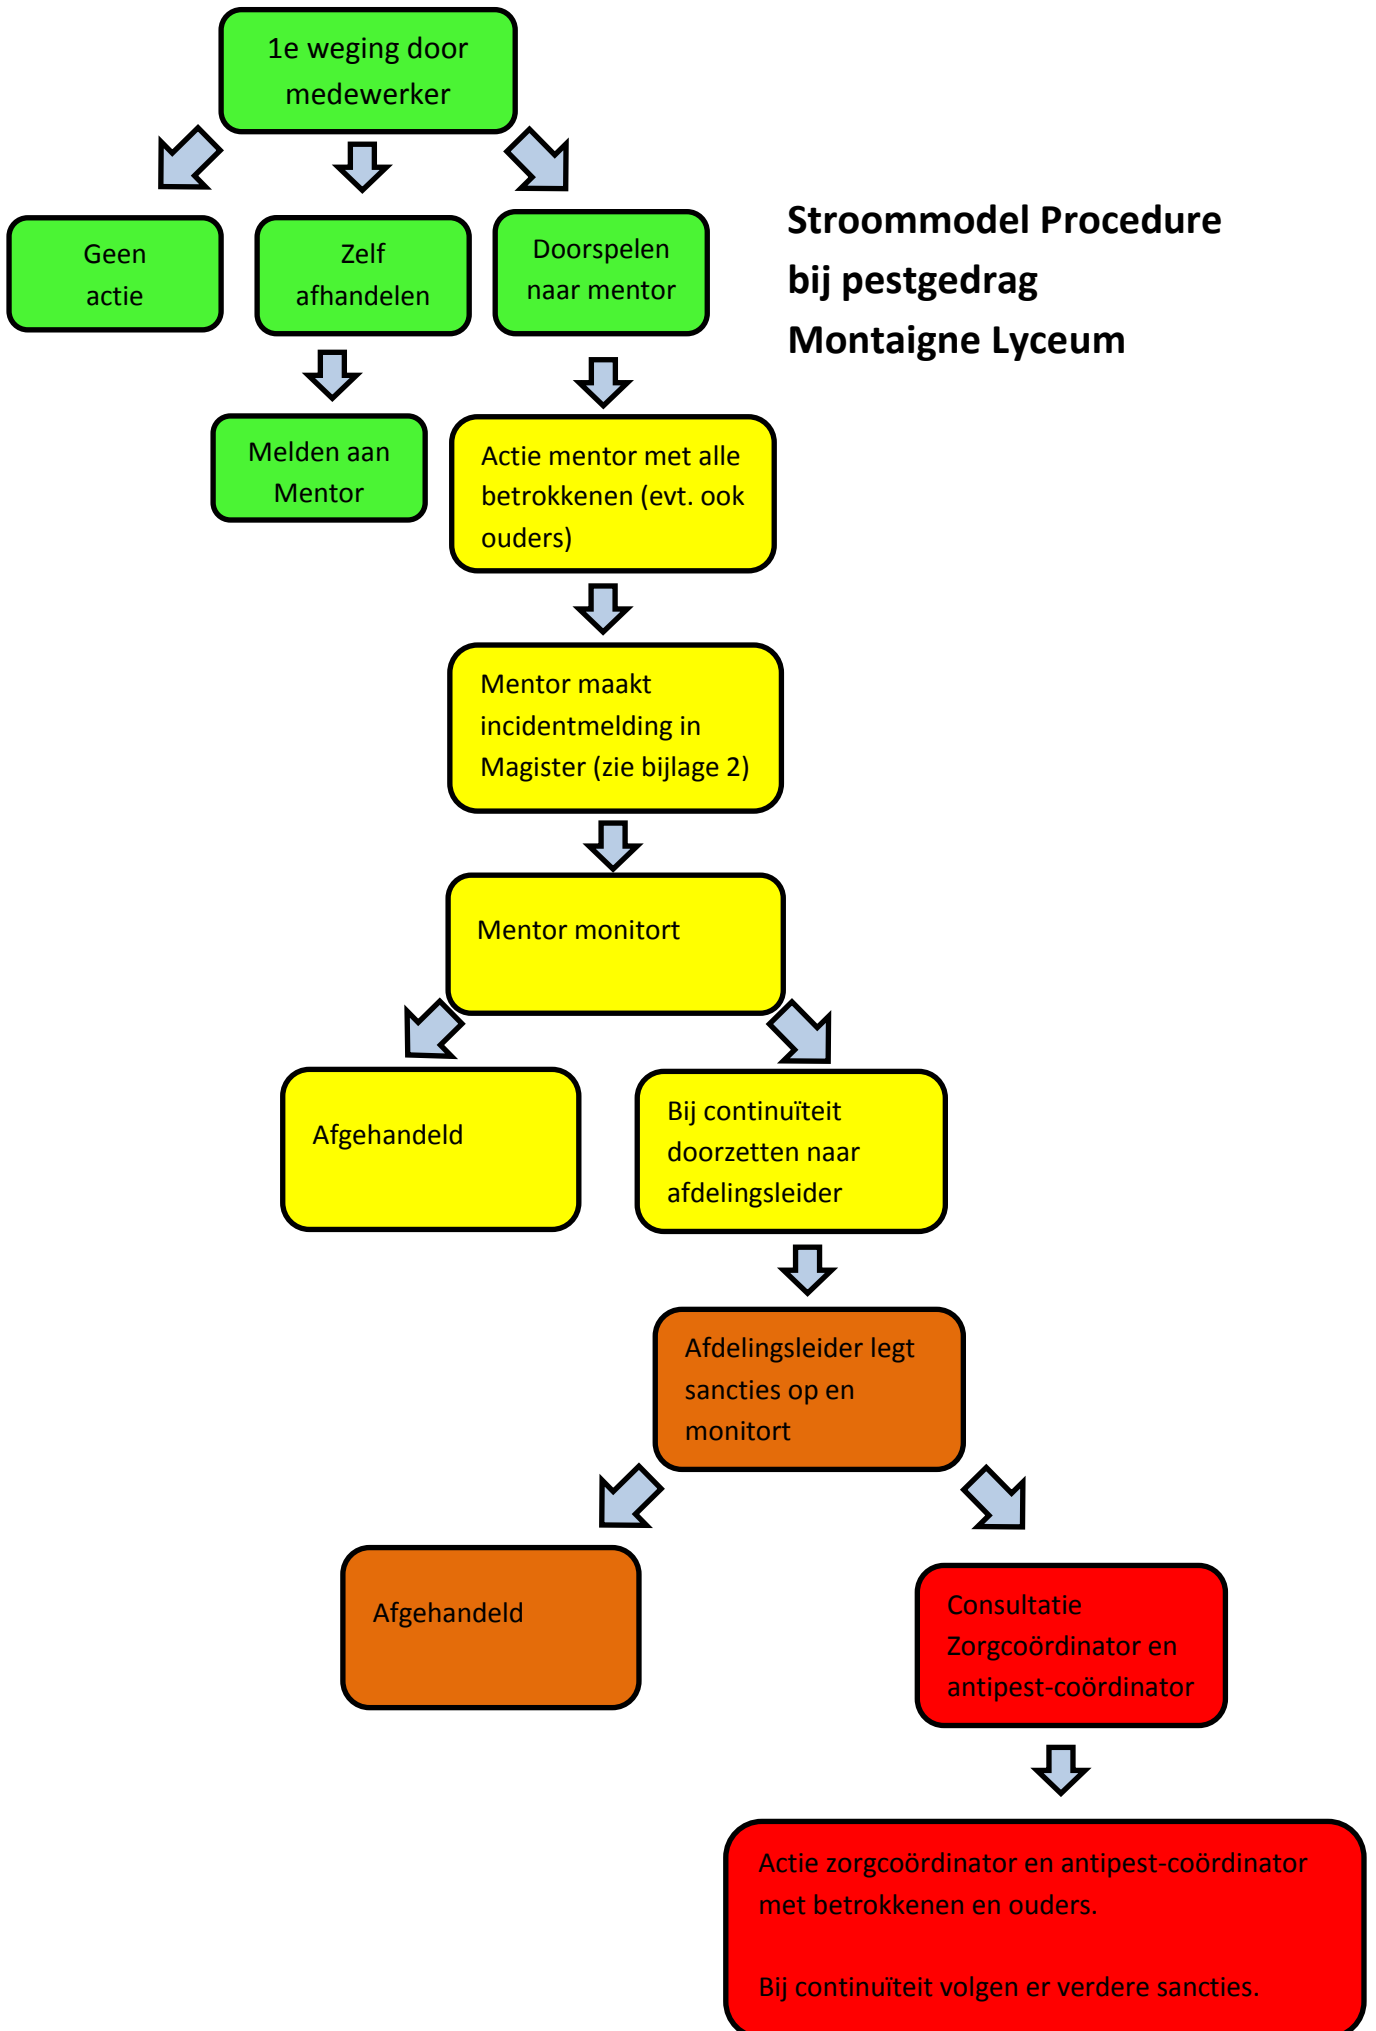 1e weging door
medewerker
Stroommodel Procedure
bij pestgedrag
Montaigne Lyceum
Geen
actie
Zelf
afhandelen
Doorspelen
naar mentor
Melden aan
Mentor
Actie mentor met alle
betrokkenen (evt. ook
ouders)
Mentor maakt
incidentmelding in
Magister (zie bijlage 2)
Mentor monitort
Afgehandeld
Bij continuïteit
doorzetten naar
afdelingsleider
Afdelingsleider legt
sancties op en
monitort
Afgehandeld
Consultatie
Zorgcoördinator en
antipest-coördinator
Actie zorgcoördinator en antipest-coördinator
met betrokkenen en ouders.
Bij continuïteit volgen er verdere sancties.